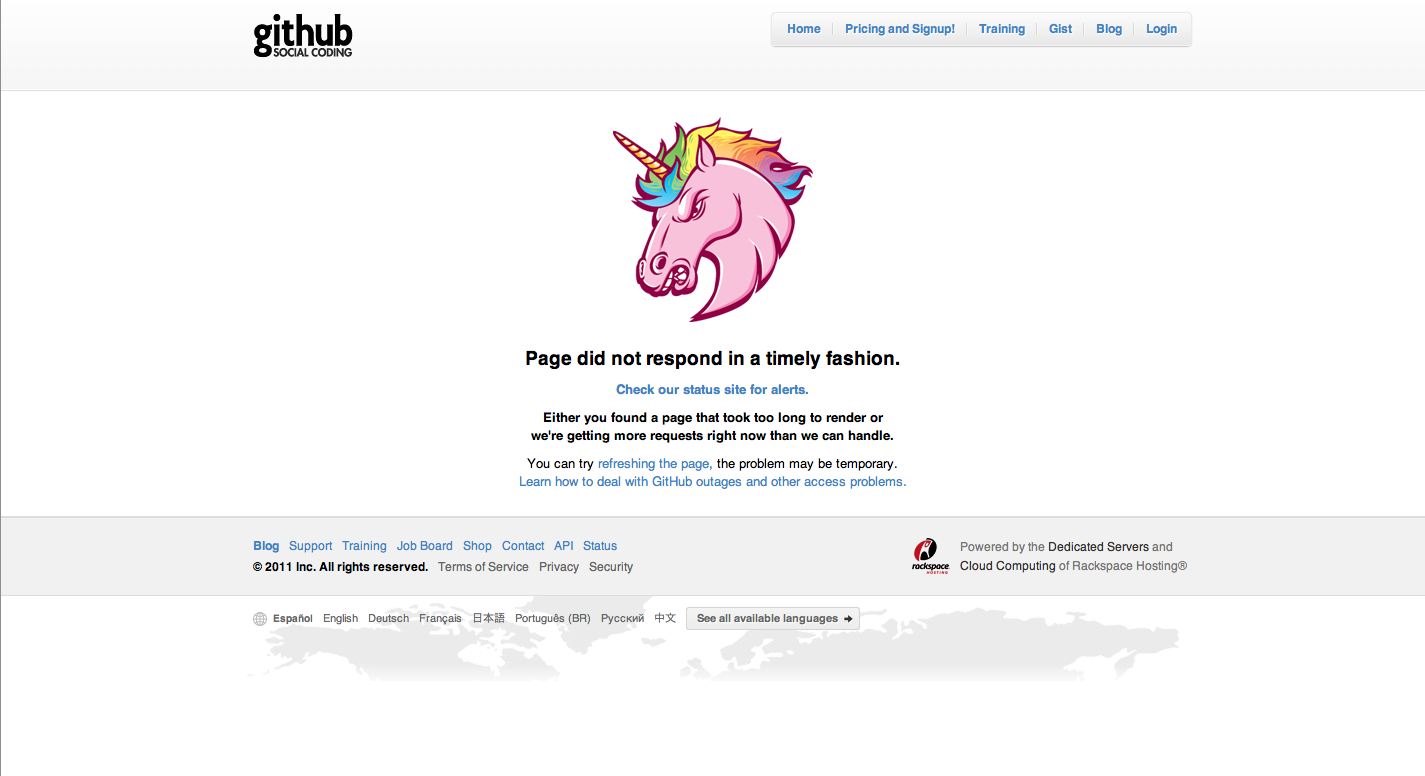 github
SOCIAL CODING
Home Pricing and Signup! Training Gist Blog Login
Page did not respond in a timely fashion.
Check our status site for alerts.
Either you found a page that took too long to render or
we're getting more requests right now than we can handle.
You can try refreshing the page, the problem may be temporary.
Learn how to deal with GitHub outages and other access problems.
Blog Support Training Job Board Shop Contact API Status
© 2011 Inc. All rights reserved. Terms of Service Privacy Security
rackspace
HOSTING
Powered by the Dedicated Servers and
Cloud Computing of Rackspace Hosting®
Español English Deutsch Français 日本語 Português (BR) Русский 中文 See all available languages